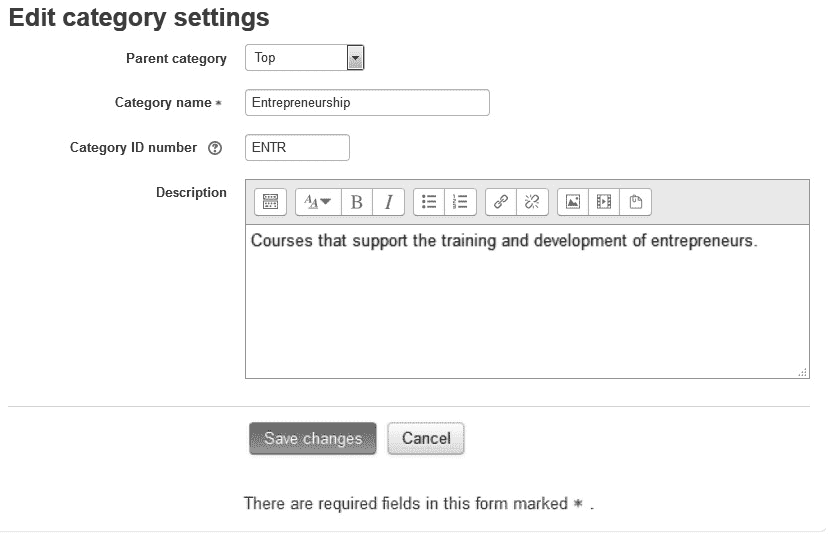 Edit category settings
Parent category Top
Category name * Entrepreneurship
Category ID number ? ENTR
Description
B I
Courses that support the training and development of entrepreneurs.
Save changes Cancel
There are required fields in this form marked * .